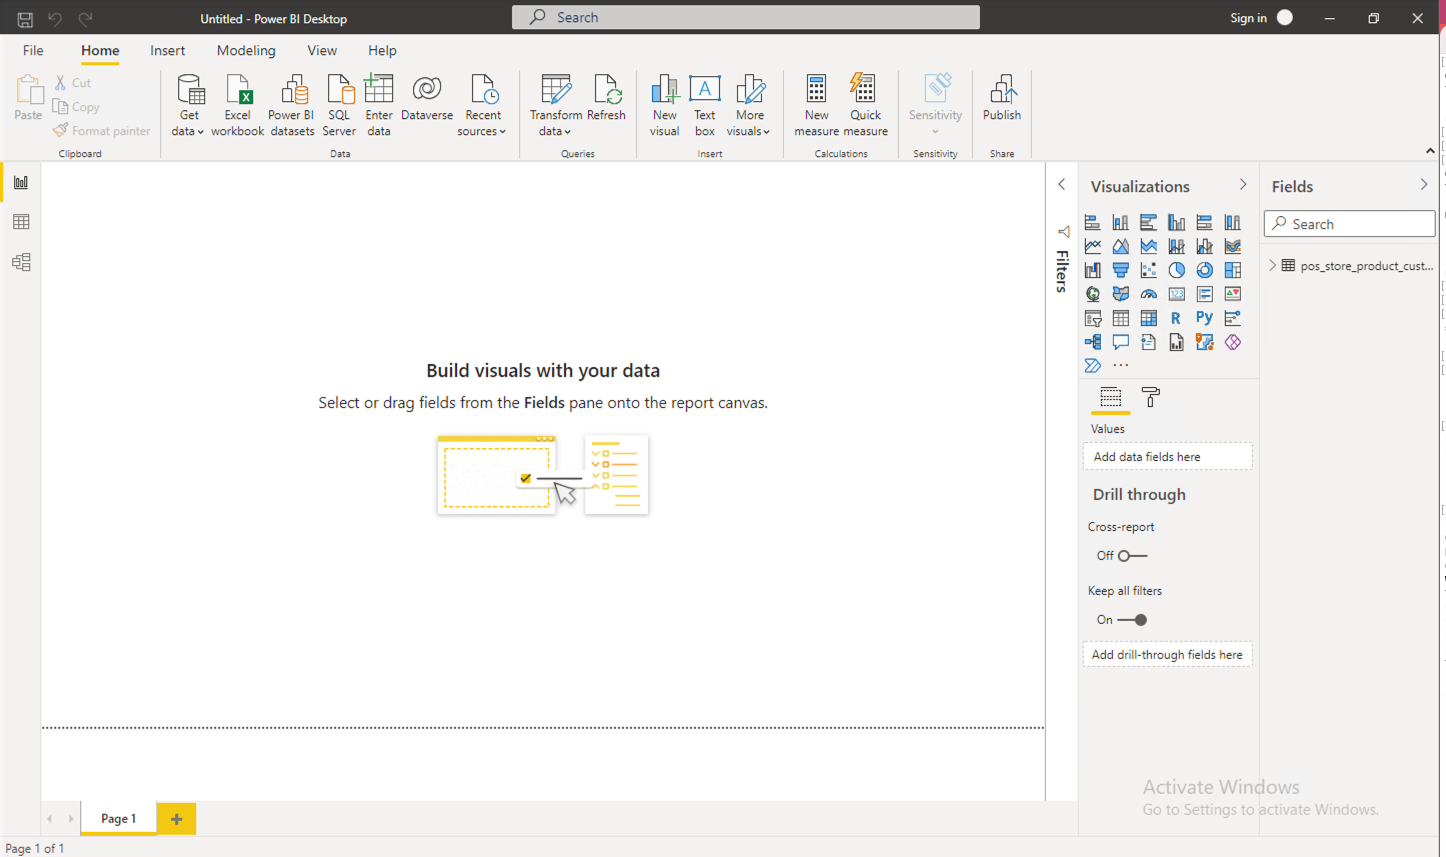 Untitled - Power BI Desktop
Search
Sign in
File
Home
Insert
Modeling
View
Help
Paste
Cut
Copy
Format painter
Clipboard
Get data
Excel workbook
Power BI datasets
SQL Server
Enter data
Dataverse
Recent sources
Data
Transform data
Refresh
Queries
New visual
Text box
More visuals
Insert
New measure
Quick measure
Calculations
Sensitivity
Sensitivity
Publish
Share
Build visuals with your data
Select or drag fields from the Fields pane onto the report canvas.
Filters
Visualizations
Values
Add data fields here
Drill through
Cross-report
Off
Keep all filters
On
Add drill-through fields here
Fields
Search
pos_store_product_cust...
Activate Windows
Go to Settings to activate Windows.
Page 1
Page 1 of 1